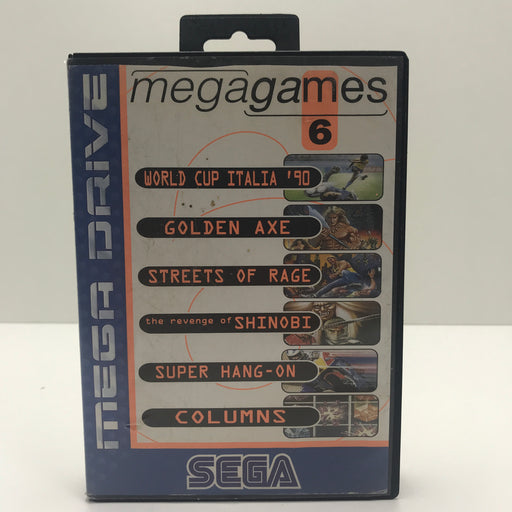 megagames
6
MEGA DRIVE
WORLD CUP ITALIA '90
GOLDEN AXE
STREETS OF RAGE
the revenge of SHINOBI
SUPER HANG-ON
COLUMNS
SEGA